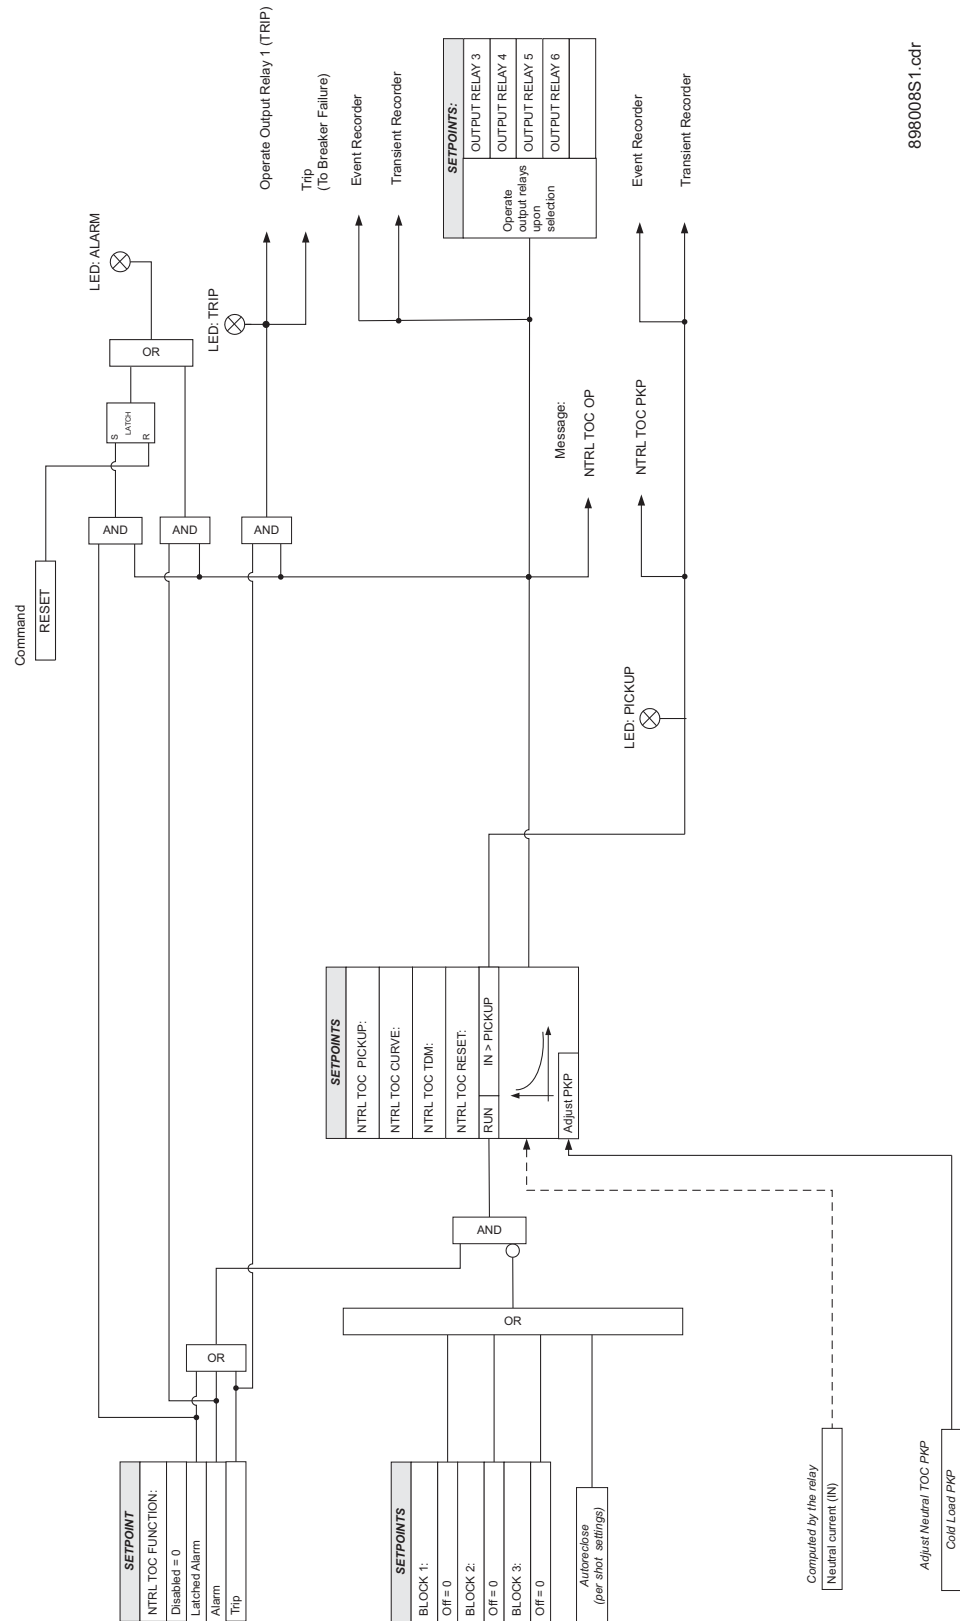 SETPOINT
NTRL TOC FUNCTION:
Disabled = 0
Latched Alarm
Alarm
Trip
SETPOINTS
BLOCK 1:
Off = 0
BLOCK 2:
Off = 0
BLOCK 3:
Off = 0
Autoreclose
(per shot settings)
Computed by the relay
Neutral current (IN)
Adjust Neutral TOC PKP
Cold Load PKP
OR
OR
AND
SETPOINTS
NTRL TOC PICKUP:
NTRL TOC CURVE:
NTRL TOC TDM:
NTRL TOC RESET:
RUN
IN > PICKUP
Adjust PKP
LED: PICKUP
Command
RESET
AND
AND
AND
S
LATCH
R
OR
LED: ALARM
LED: TRIP
Operate Output Relay 1 (TRIP)
Trip
(To Breaker Failure)
Event Recorder
Transient Recorder
SETPOINTS:
Operate
output relays
upon
selection
OUTPUT RELAY 3
OUTPUT RELAY 4
OUTPUT RELAY 5
OUTPUT RELAY 6
Message:
NTRL TOC OP
NTRL TOC PKP
Event Recorder
Transient Recorder
898008S1.cdr